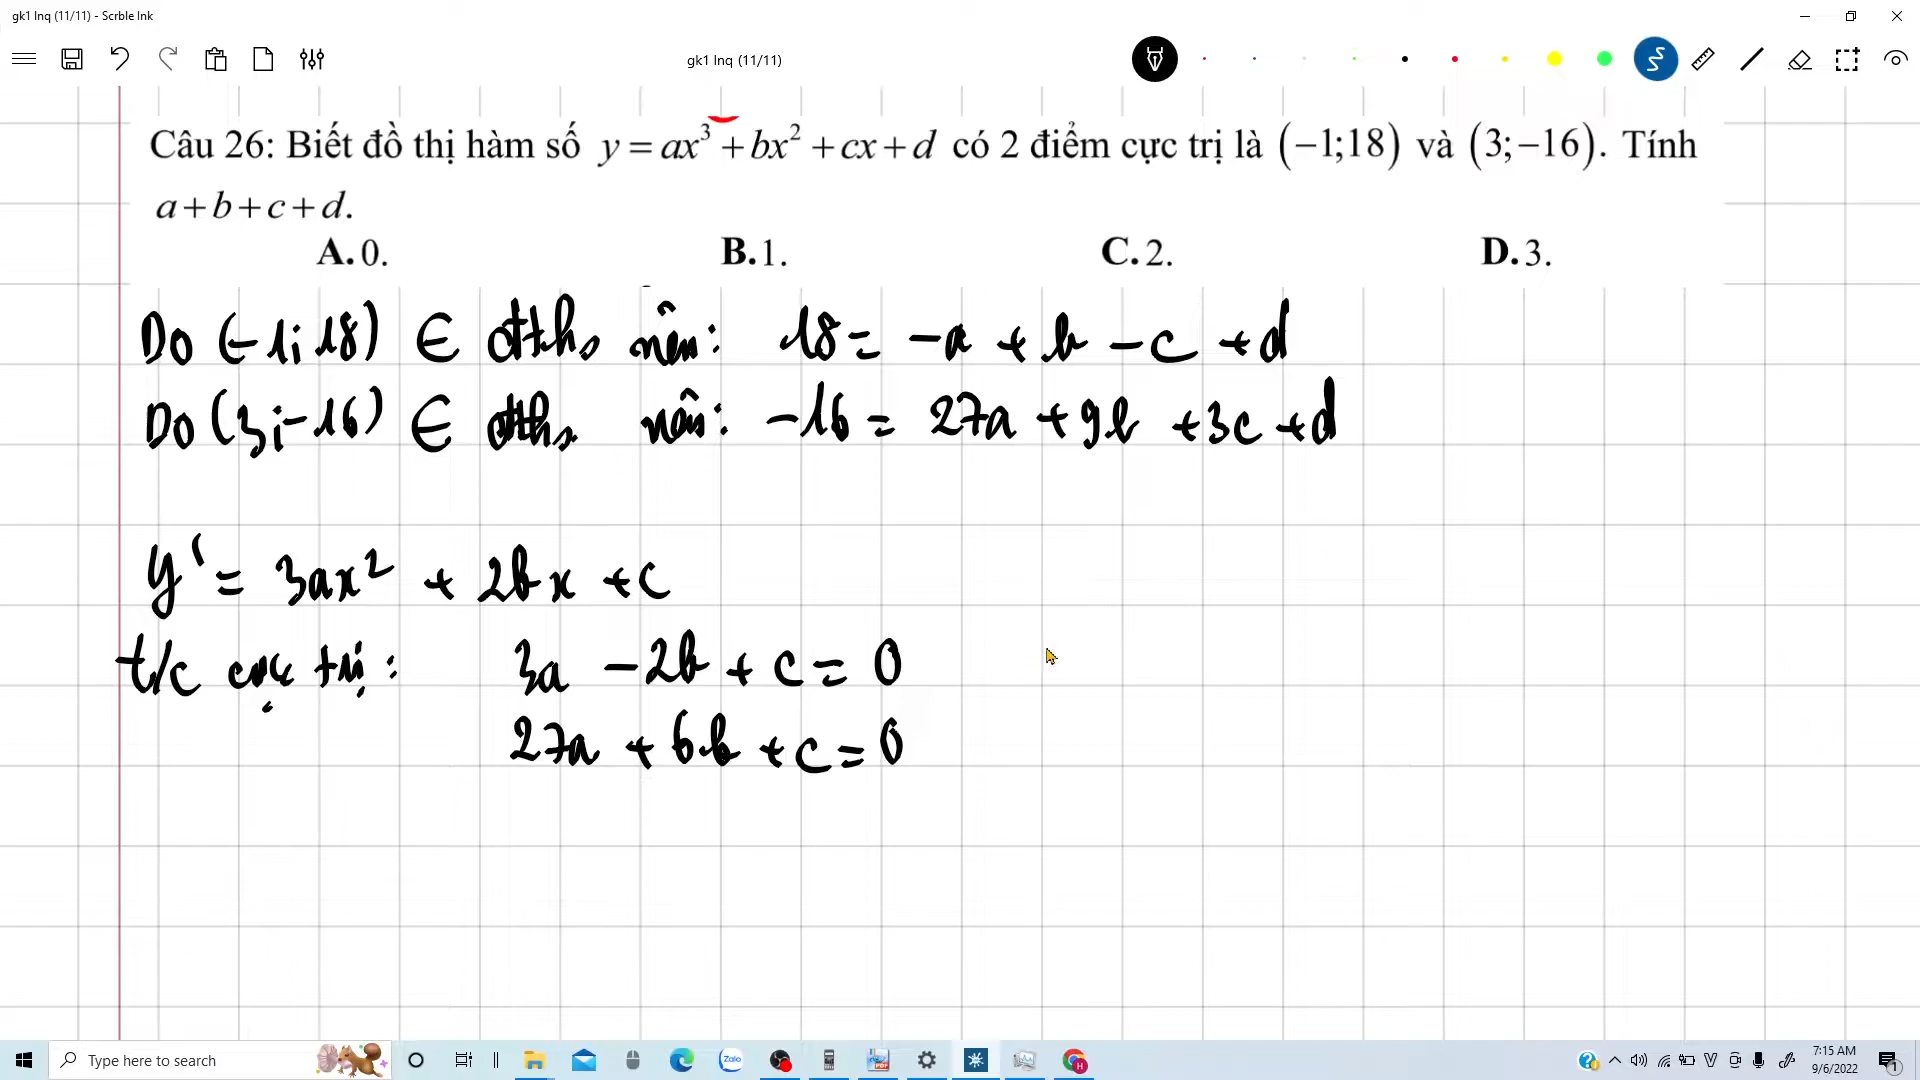 gk1 lnq (11/11) - Scrble Ink
gk1 lnq (11/11)
Câu 26: Biết đồ thị hàm số y = ax³ + bx² + cx + d có 2 điểm cực trị là (−1;18) và (3;−16). Tính
a + b + c + d.
A. 0. B. 1. C. 2. D. 3.
Do (-1; 18) ∈ đths nên: 18 = -a + b - c + d
Do (3; -16) ∈ đths nên: -16 = 27a + 9b + 3c + d
y' = 3ax² + 2bx + c
t/c cực trị: 3a - 2b + c = 0
27a + 6b + c = 0
Type here to search
Zalo
PDF
H
7:15 AM
9/6/2022
1